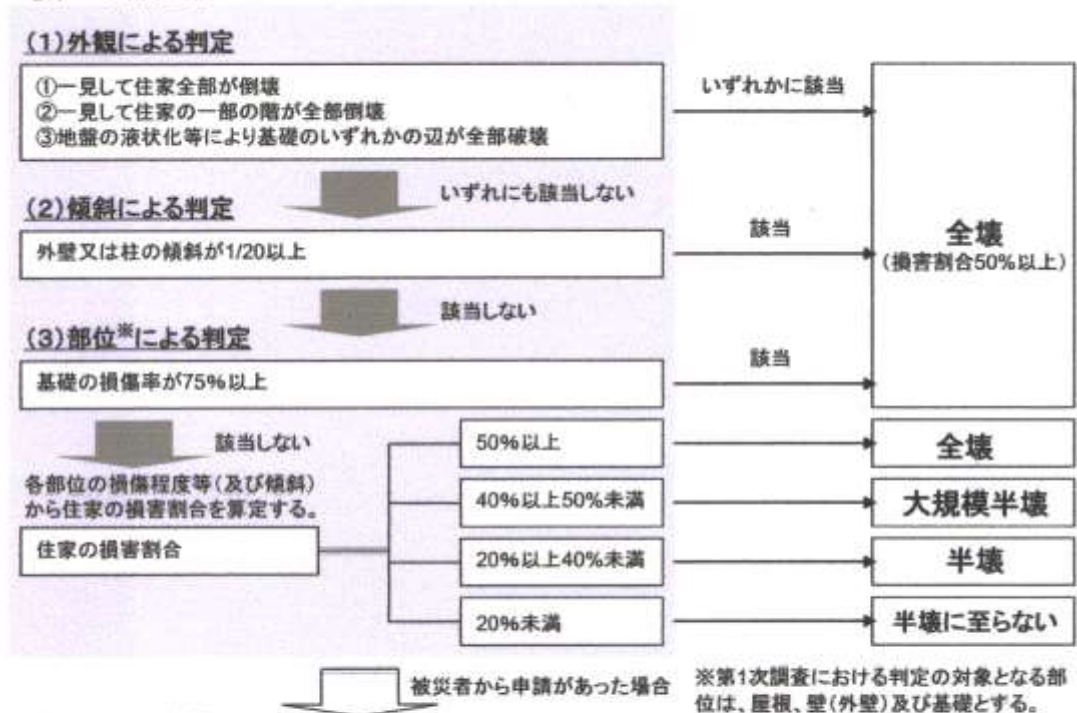 (1)外観による判定
①一見して住家全部が倒壊
②一見して住家の一部の階が全部倒壊
③地盤の液状化等により基礎のいずれかの辺が全部破壊
いずれかに該当
いずれにも該当しない
(2)傾斜による判定
外壁又は柱の傾斜が1/20以上
該当
全壊
(損害割合50%以上)
該当しない
(3)部位※による判定
基礎の損傷率が75%以上
該当
該当しない
各部位の損傷程度等(及び傾斜)
から住家の損害割合を算定する。
住家の損害割合
50%以上
全壊
40%以上50%未満
大規模半壊
20%以上40%未満
半壊
20%未満
半壊に至らない
被災者から申請があった場合
※第1次調査における判定の対象となる部
位は、屋根、壁(外壁)及び基礎とする。